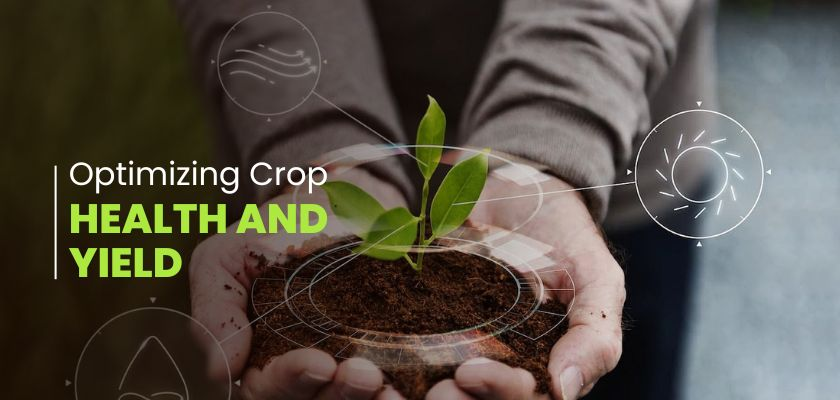 Optimizing Crop
HEALTH AND
YIELD